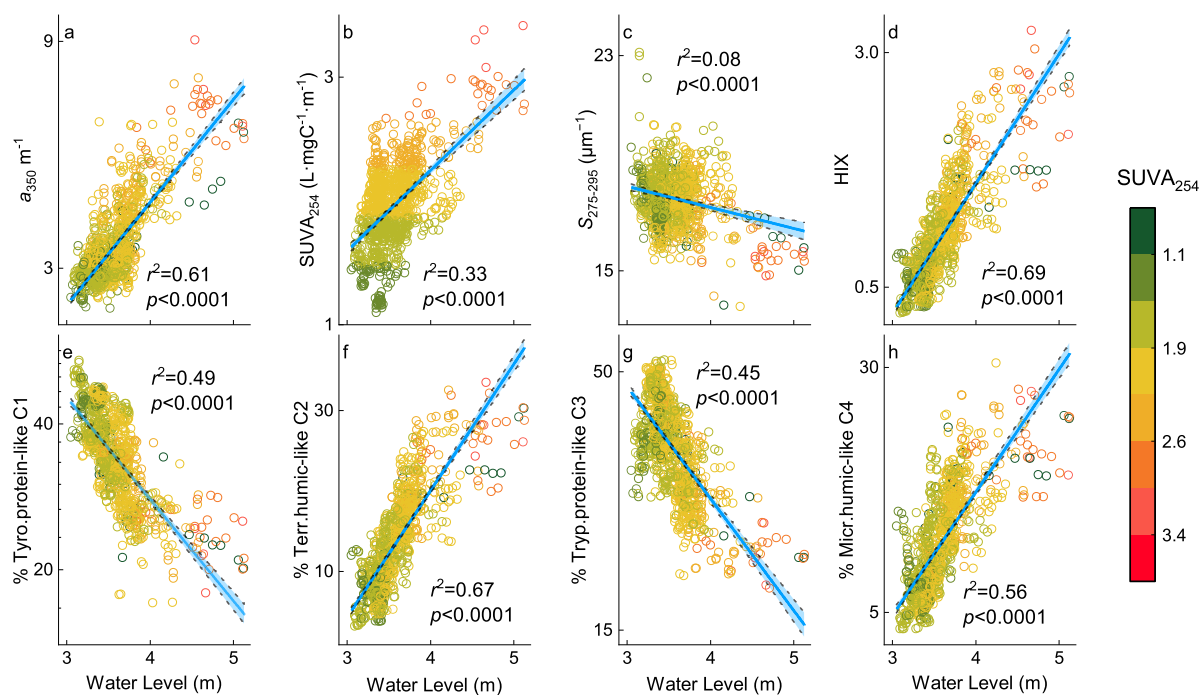 a
9
3
a350 m−1
r2=0.61
p<0.0001
b
3
1
SUVA254 (L·mgC−1·m−1)
r2=0.33
p<0.0001
c
23
15
S275-295 (μm−1)
r2=0.08
p<0.0001
d
3.0
0.5
HIX
r2=0.69
p<0.0001
SUVA254
1.1
1.9
2.6
3.4
e
40
20
% Tyro.protein-like C1
r2=0.49
p<0.0001
3 4 5
Water Level (m)
f
30
10
% Terr.humic-like C2
r2=0.67
p<0.0001
3 4 5
Water Level (m)
g
50
15
% Tryp.protein-like C3
r2=0.45
p<0.0001
3 4 5
Water Level (m)
h
30
5
% Micr.humic-like C4
r2=0.56
p<0.0001
3 4 5
Water Level (m)